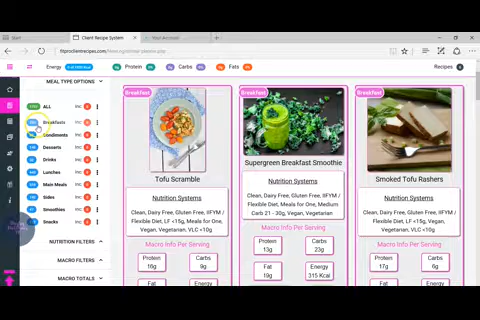 Start
Client Recipe System
fitproclientrecipes.com
Energy
Protein
Carbs
Fats
Recipes
MEAL TYPE OPTIONS
ALL Inc
Breakfasts Inc
Condiments Inc
Desserts Inc
Drinks Inc
Lunches Inc
Main Meals Inc
Sides Inc
Smoothies Inc
Snacks Inc
NUTRITION FILTERS
MACRO FILTERS
MACRO TOTALS
Breakfast
Tofu Scramble
Nutrition Systems
Clean, Dairy Free, Gluten Free, IIFYM /
Flexible Diet, LF <15g, Meals for One,
Vegan, Vegetarian, VLC <10g
Macro Info Per Serving
Protein
16g
Carbs
9g
Fat
Energy
Breakfast
Supergreen Breakfast Smoothie
Nutrition Systems
Clean, Dairy Free, Gluten Free, IIFYM /
Flexible Diet, Meals for One, Medium
Carb 21 - 30g, Vegan, Vegetarian
Macro Info Per Serving
Protein
13g
Carbs
23g
Fat
19g
Energy
315 Kcal
Breakfast
Smoked Tofu Rashers
Nutrition Systems
Clean, Dairy Free, Gluten Free, IIFYM /
Flexible Diet, LF <15g, Meals for One,
Vegan, Vegetarian, VLC <10g
Macro Info Per Serving
Protein
17g
Carbs
6g
Fat
Energy